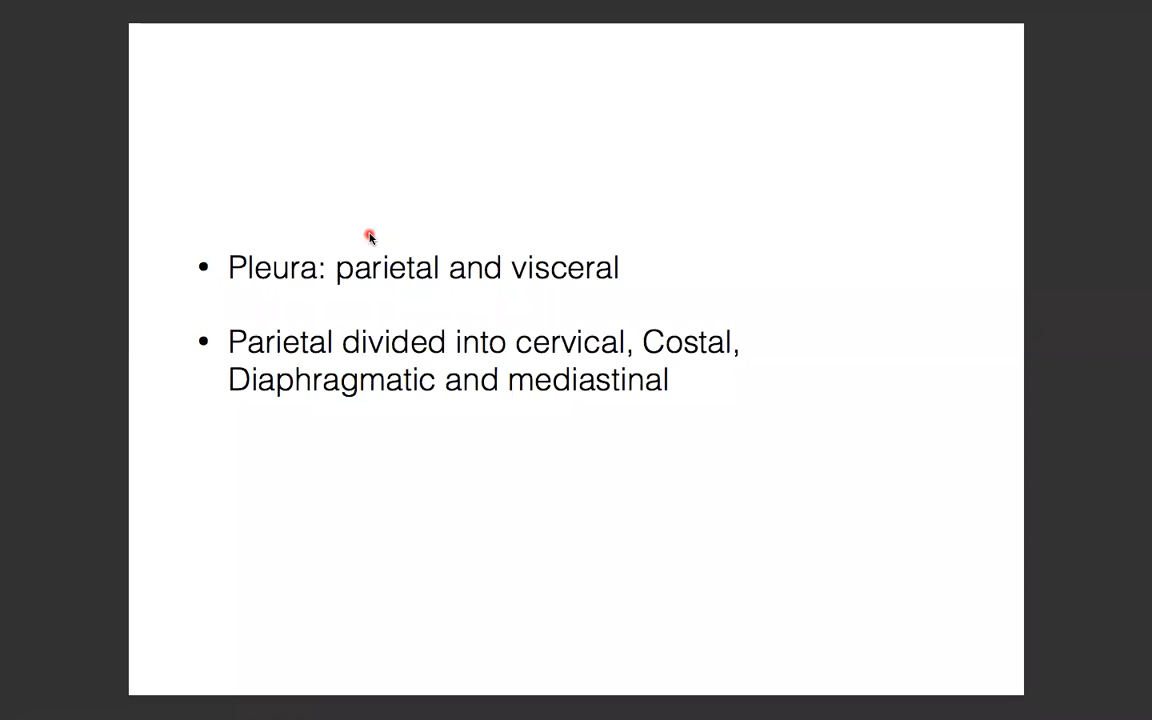 • Pleura: parietal and visceral
• Parietal divided into cervical, Costal,
Diaphragmatic and mediastinal